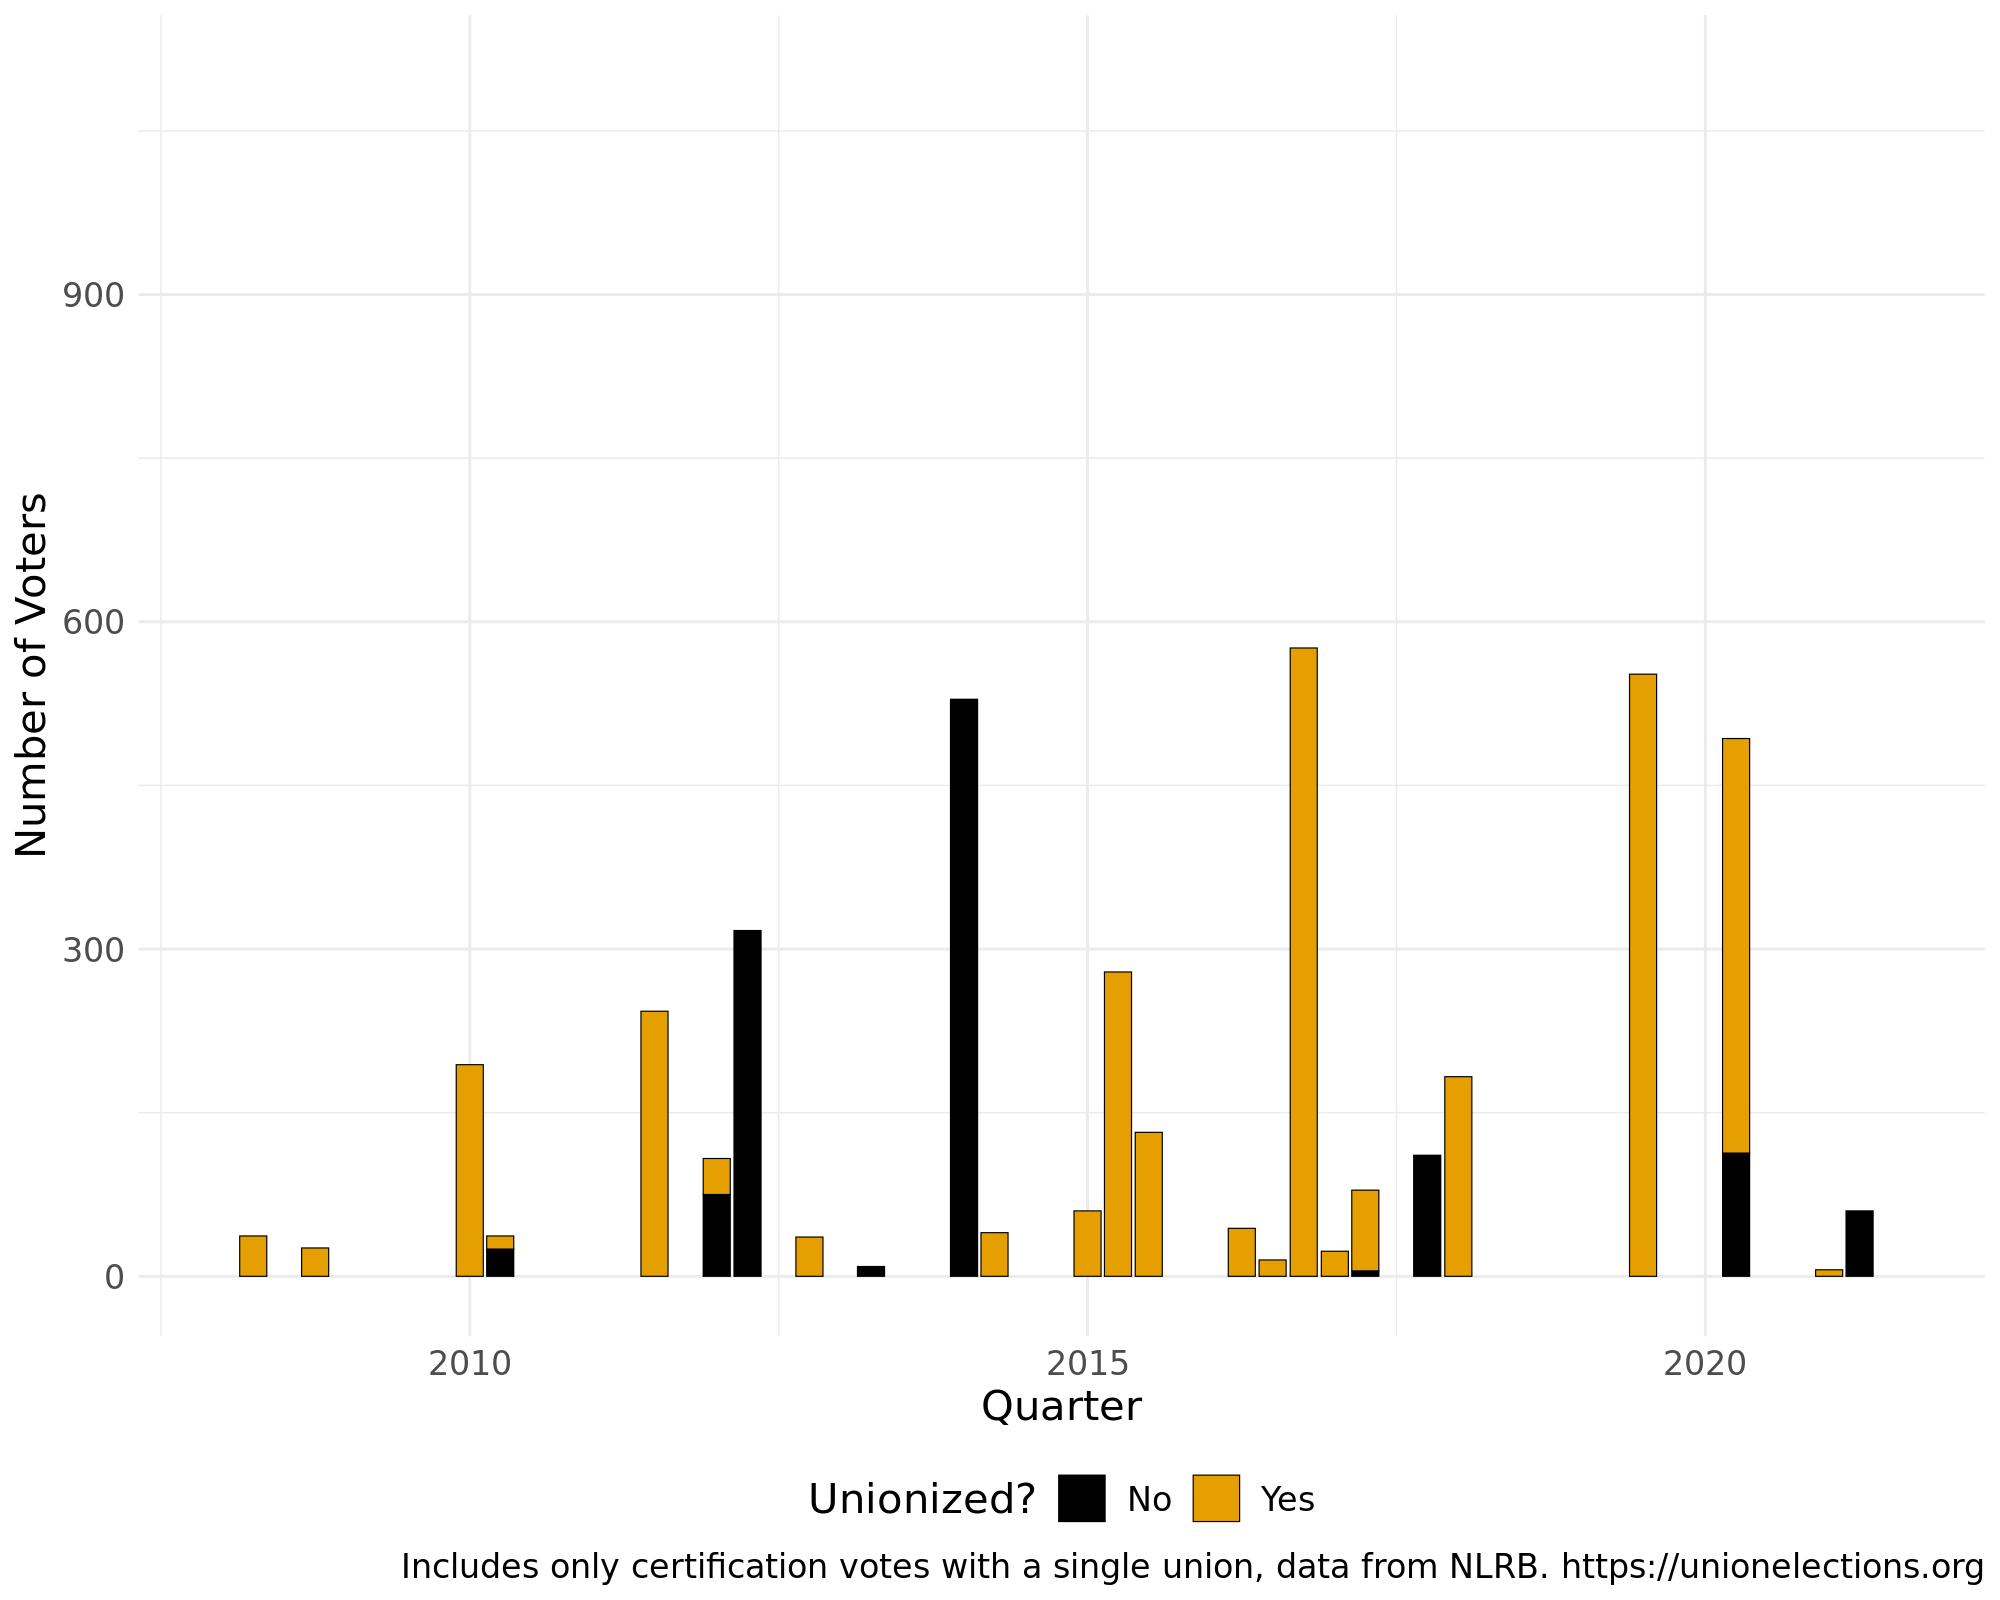 900
600
300
0
Number of Voters
2010 2015 2020
Quarter
Unionized? No Yes
Includes only certification votes with a single union, data from NLRB. https://unionelections.org